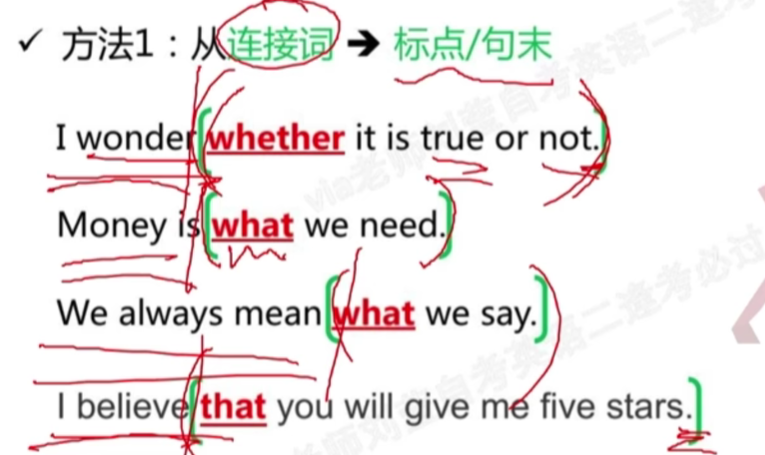 ✓ 方法1：从连接词 ➔ 标点/句末
I wonder whether it is true or not.
Money is what we need.
We always mean what we say.
I believe that you will give me five stars.